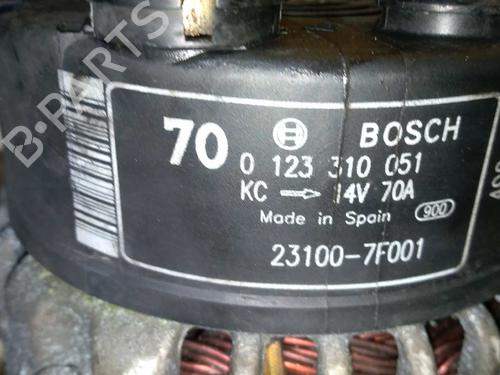 B-PARTS
70 BOSCH
0 123 310 051
KC 14V 70A
Made in Spain 900
23100-7F001